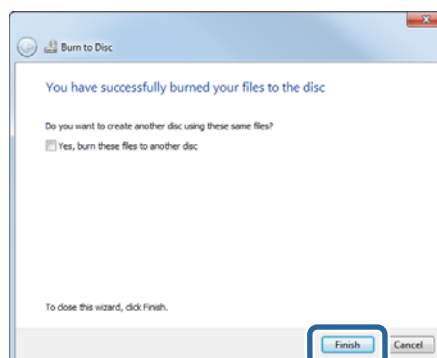 Burn to Disc
You have successfully burned your files to the disc
Do you want to create another disc using these same files?
Yes, burn these files to another disc
To close this wizard, click Finish.
Finish Cancel